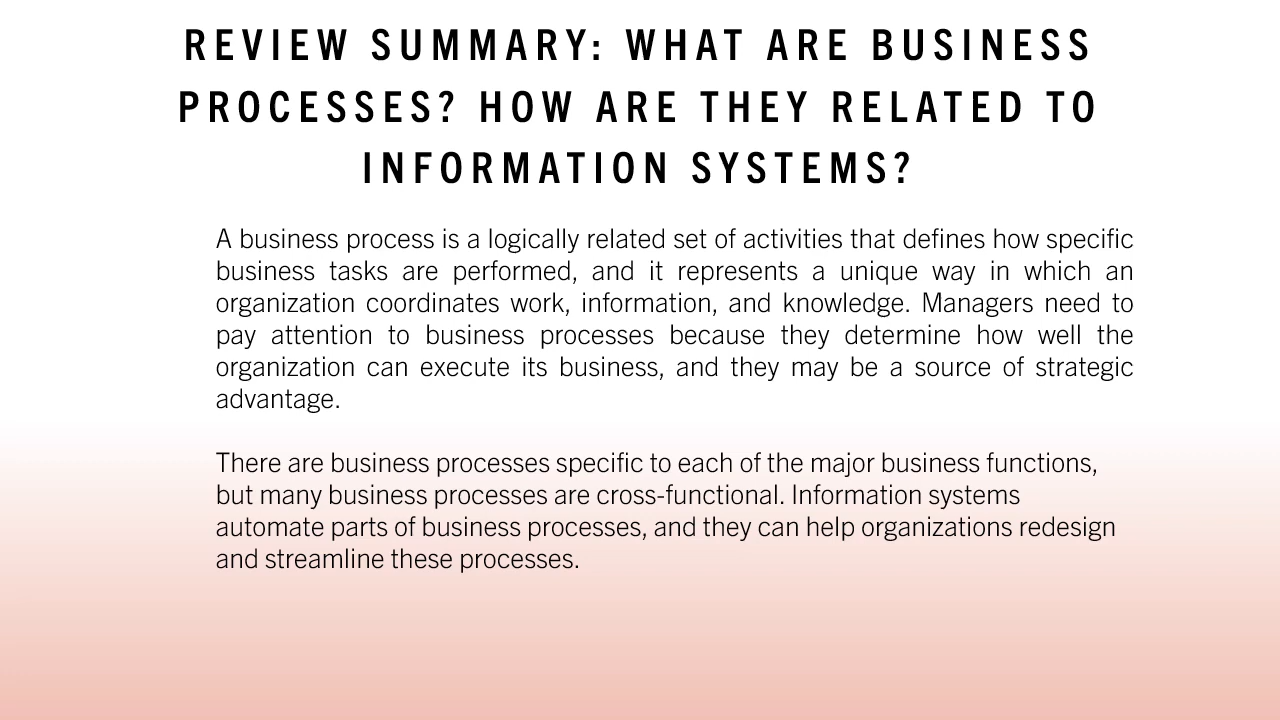 REVIEW SUMMARY: WHAT ARE BUSINESS
PROCESSES? HOW ARE THEY RELATED TO
INFORMATION SYSTEMS?
A business process is a logically related set of activities that defines how specific
business tasks are performed, and it represents a unique way in which an
organization coordinates work, information, and knowledge. Managers need to
pay attention to business processes because they determine how well the
organization can execute its business, and they may be a source of strategic
advantage.
There are business processes specific to each of the major business functions,
but many business processes are cross-functional. Information systems
automate parts of business processes, and they can help organizations redesign
and streamline these processes.